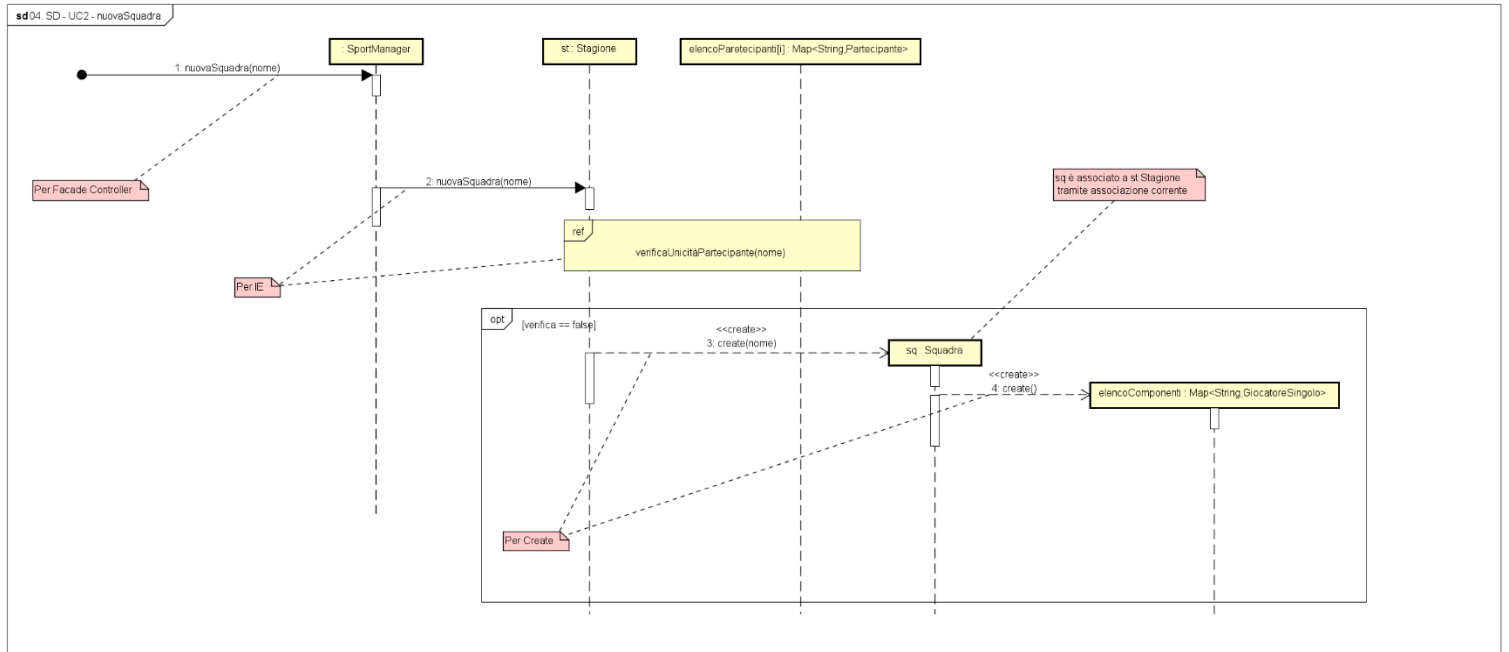 sd 04. SD - UC2 - nuovaSquadra
: SportManager
st : Stagione
elencoParetecipanti[i] : Map<String,Partecipante>
1: nuovaSquadra(nome)
Per Facade Controller
2: nuovaSquadra(nome)
sq è associato a st Stagione
tramite associazione corrente
ref
verificaUnicitàPartecipante(nome)
Per IE
opt
[verifica == false]
<<create>>
3: create(nome)
sq : Squadra
<<create>>
4: create()
elencoComponenti : Map<String,GiocatoreSingolo>
Per Create